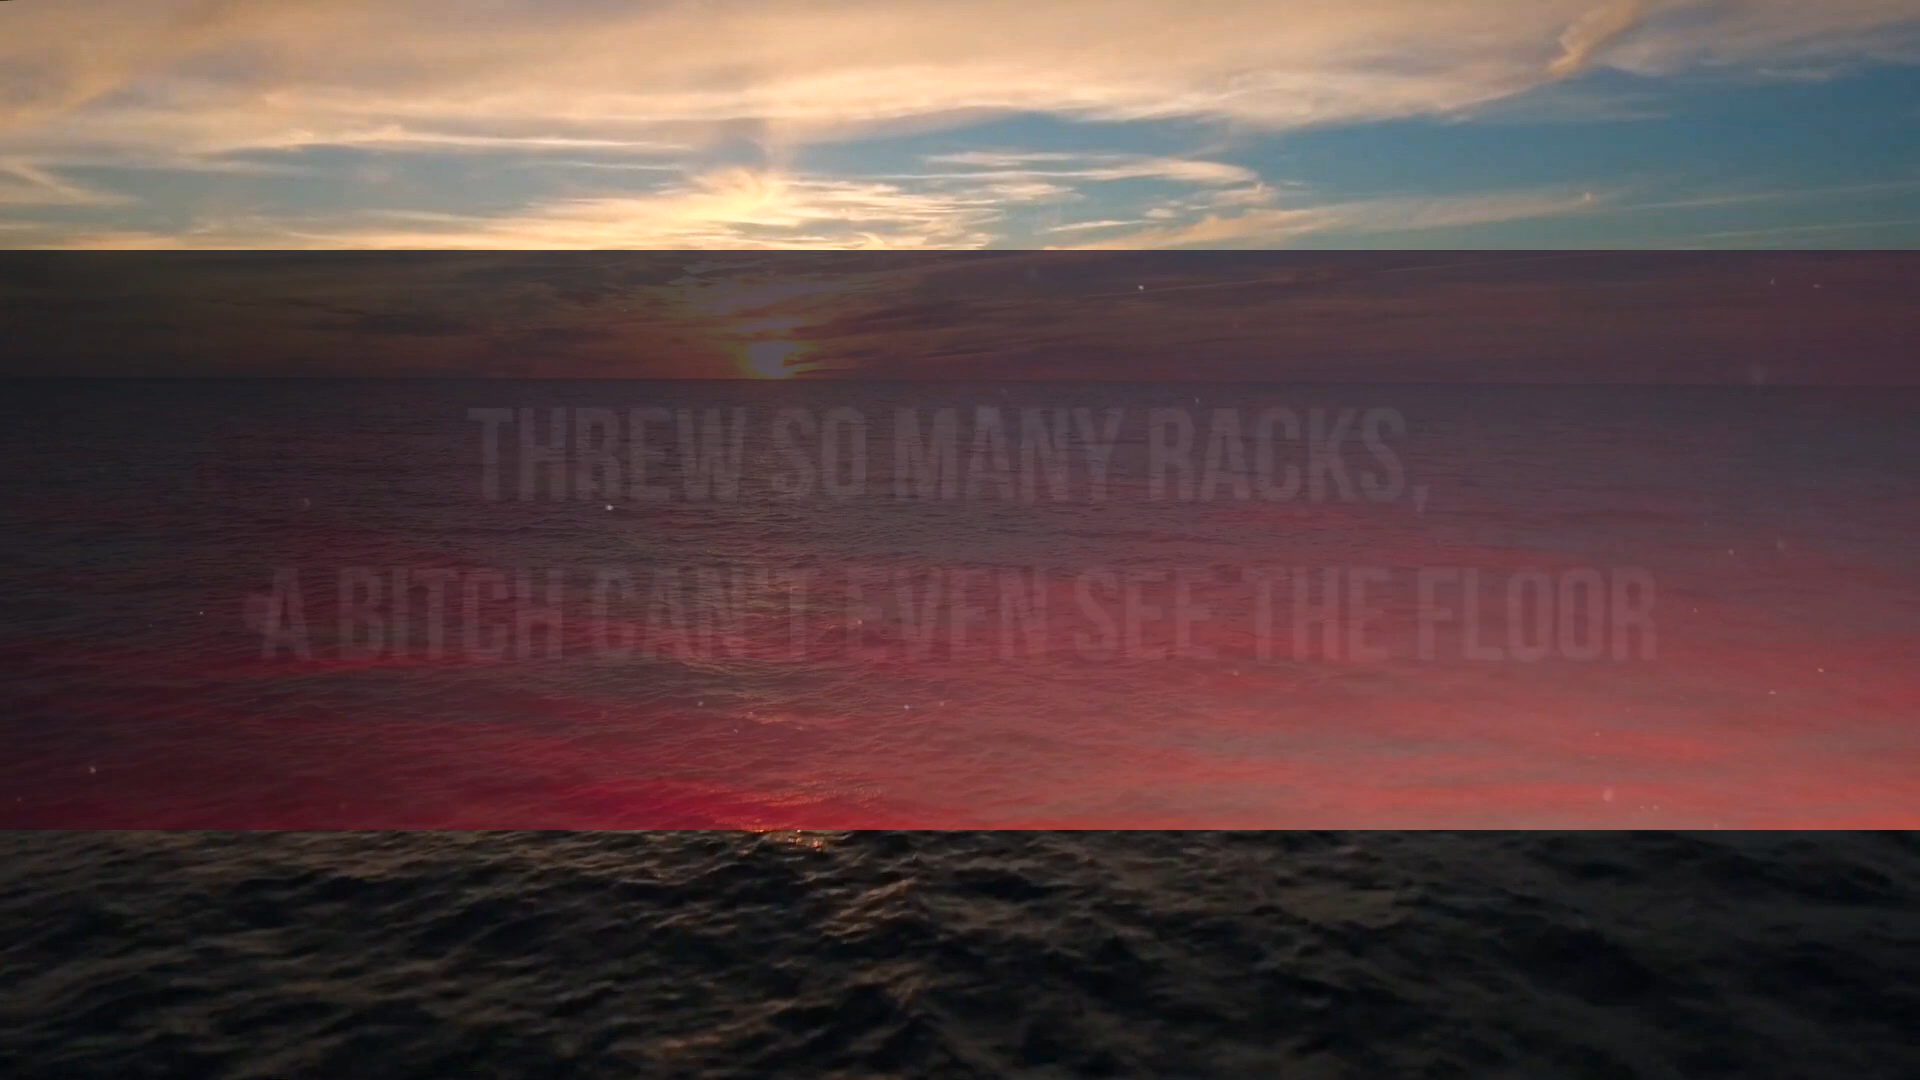 THREW SO MANY RACKS,
A BITCH CAN'T EVEN SEE THE FLOOR